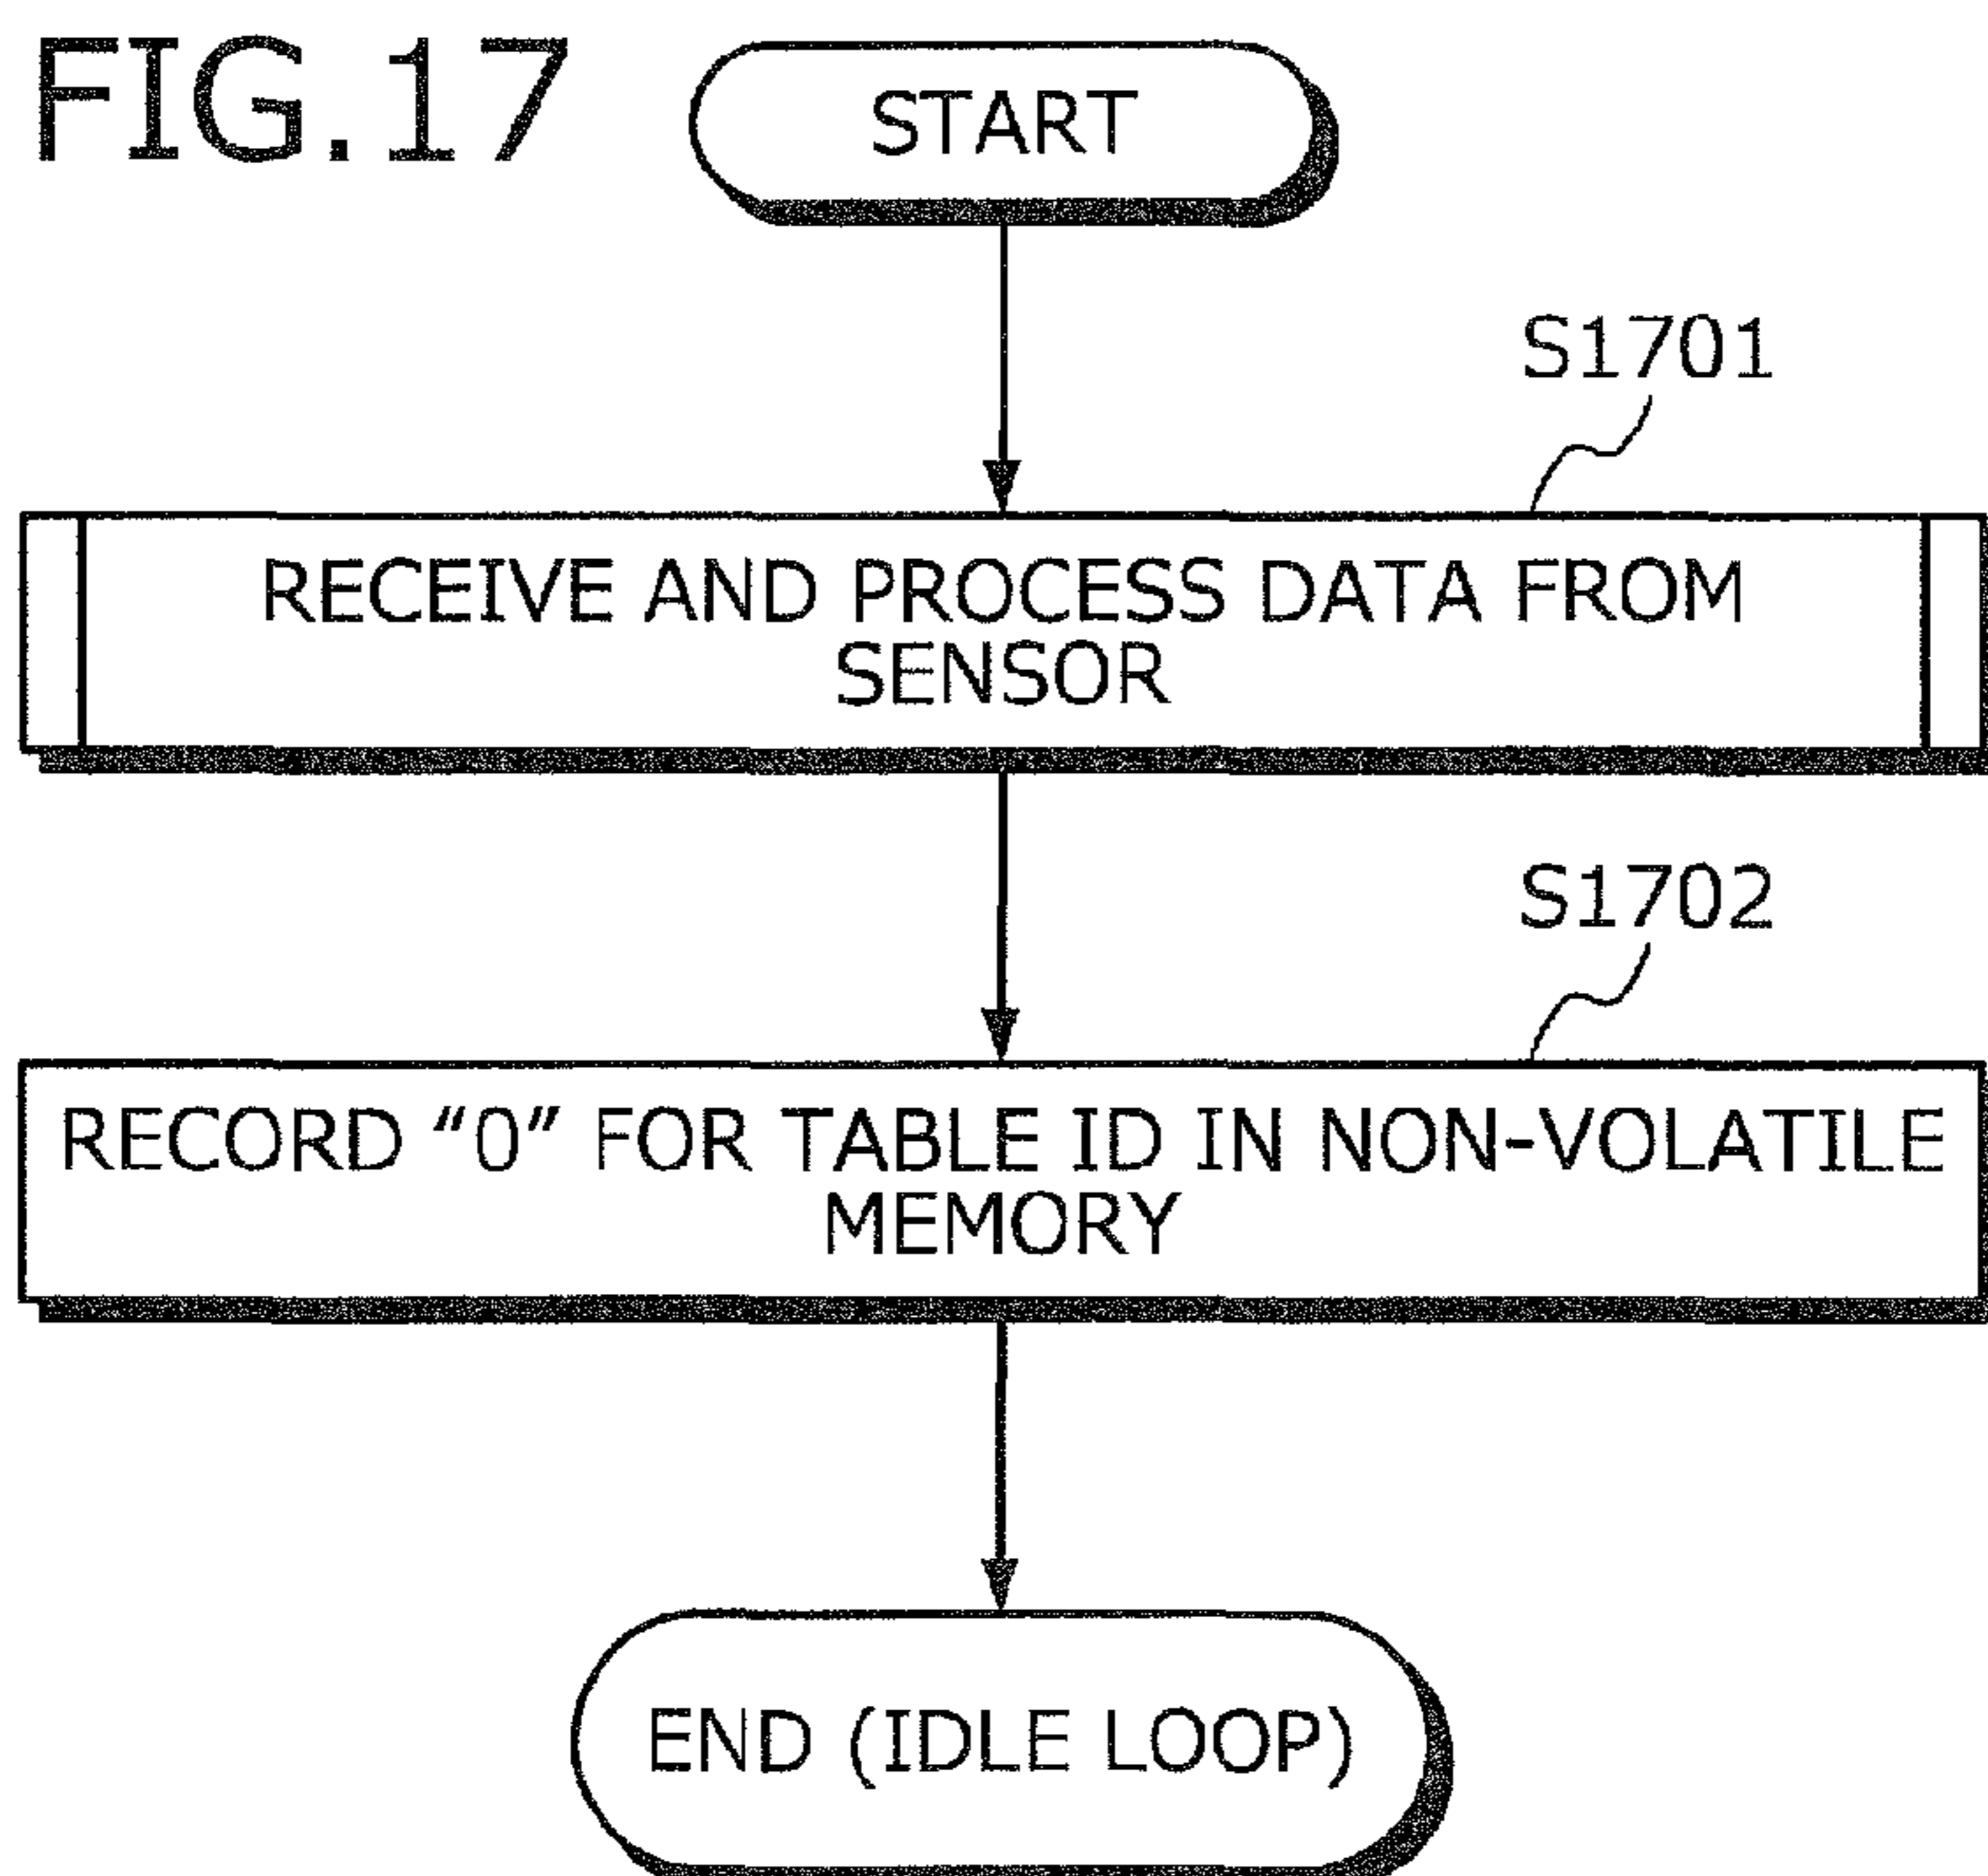 FIG.17
START
S1701
RECEIVE AND PROCESS DATA FROM
SENSOR
S1702
RECORD “0” FOR TABLE ID IN NON-VOLATILE
MEMORY
END (IDLE LOOP)